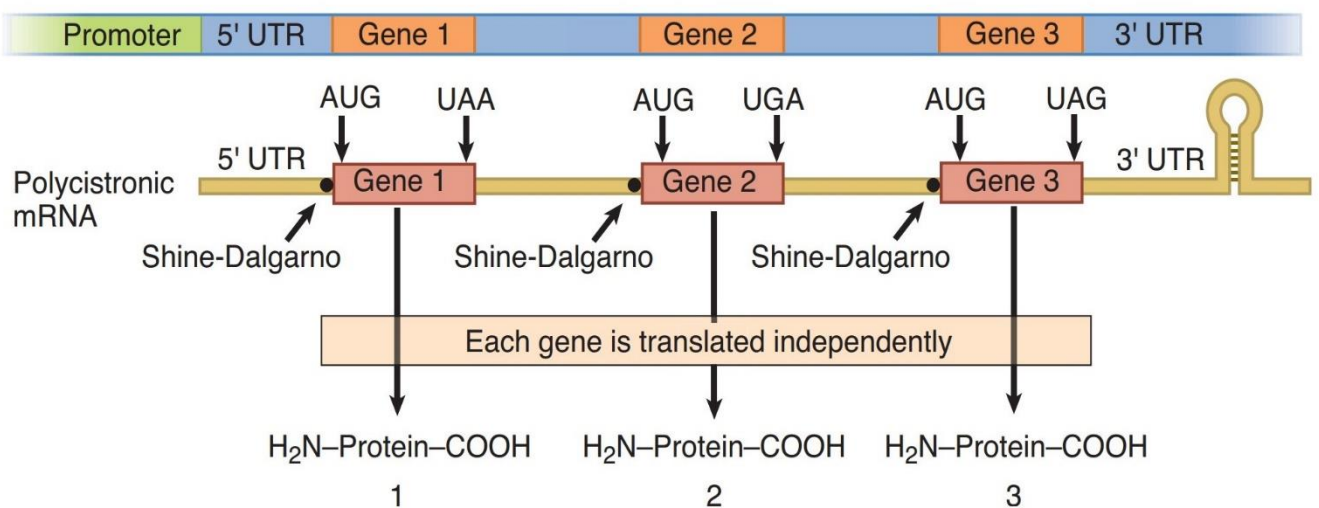 Promoter 5' UTR Gene 1 Gene 2 Gene 3 3' UTR
AUG UAA AUG UGA AUG UAG
5' UTR 3' UTR
Polycistronic mRNA
Gene 1 Gene 2 Gene 3
Shine-Dalgarno Shine-Dalgarno Shine-Dalgarno
Each gene is translated independently
H₂N–Protein–COOH H₂N–Protein–COOH H₂N–Protein–COOH
1 2 3